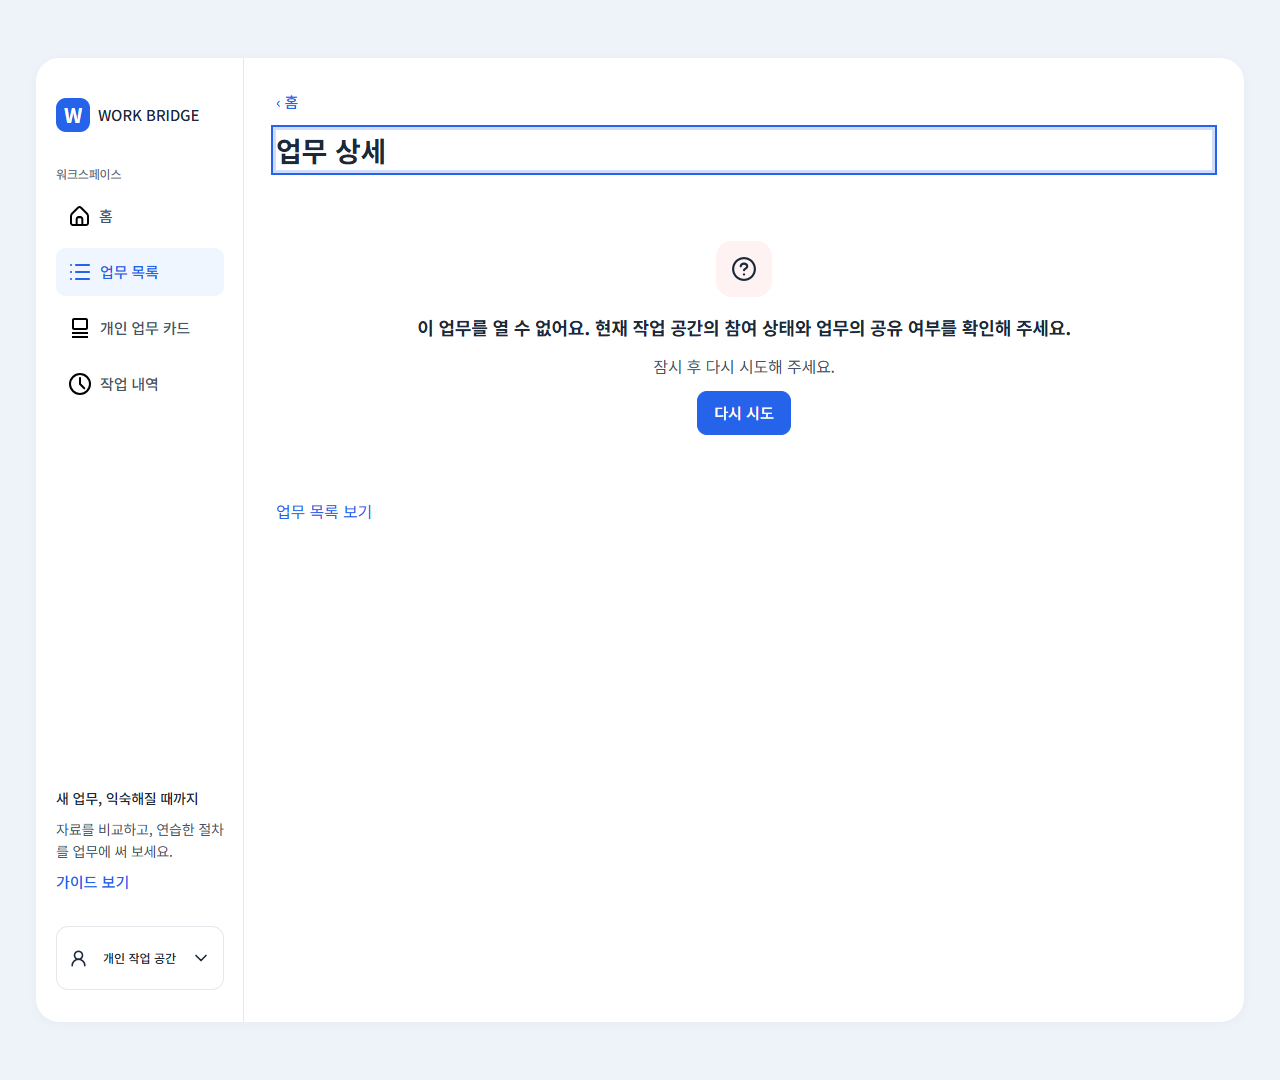 W WORK BRIDGE
워크스페이스
홈
업무 목록
개인 업무 카드
작업 내역
새 업무, 익숙해질 때까지
자료를 비교하고, 연습한 절차
를 업무에 써 보세요.
가이드 보기
개인 작업 공간
‹ 홈
업무 상세
이 업무를 열 수 없어요. 현재 작업 공간의 참여 상태와 업무의 공유 여부를 확인해 주세요.
잠시 후 다시 시도해 주세요.
다시 시도
업무 목록 보기